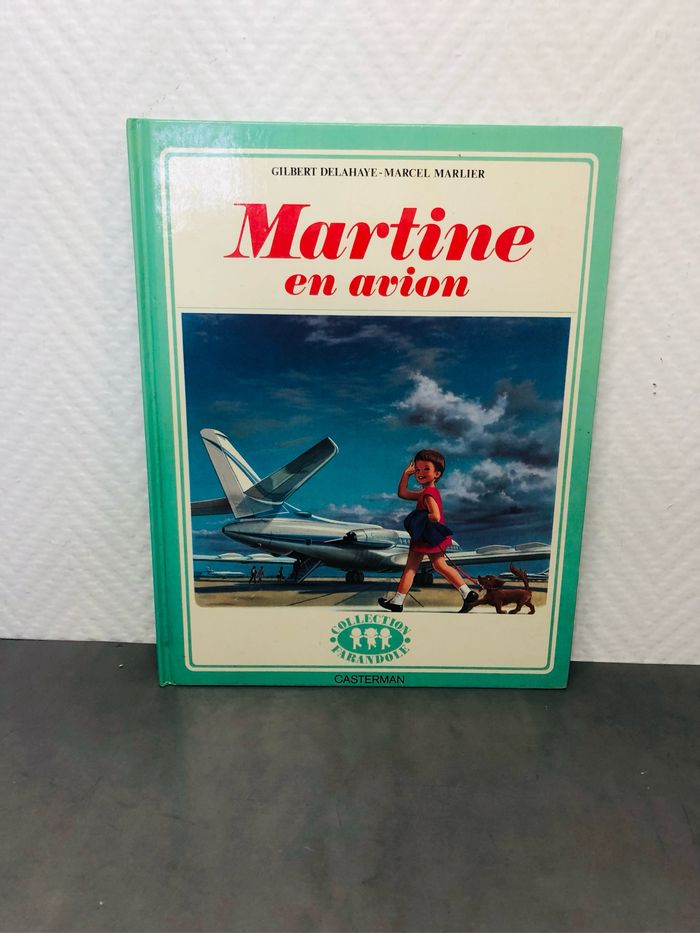 GILBERT DELAHAYE-MARCEL MARLIER
Martine
en avion
COLLECTION
FARANDOLE
CASTERMAN